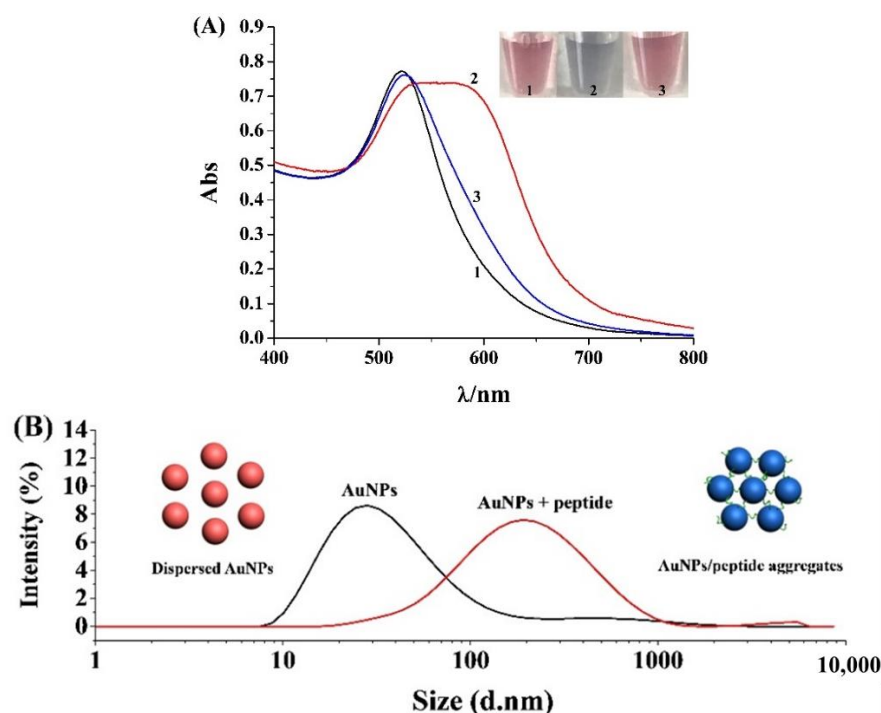 (A)
0.9
0.8
0.7
0.6
0.5
0.4
0.3
0.2
0.1
0.0
Abs
400 500 600 700 800
λ/nm
2
3
1
1 2 3
(B)
14
12
10
8
6
4
2
0
Intensity (%)
AuNPs
AuNPs + peptide
Dispersed AuNPs
AuNPs/peptide aggregates
1 10 100 1000 10,000
Size (d.nm)